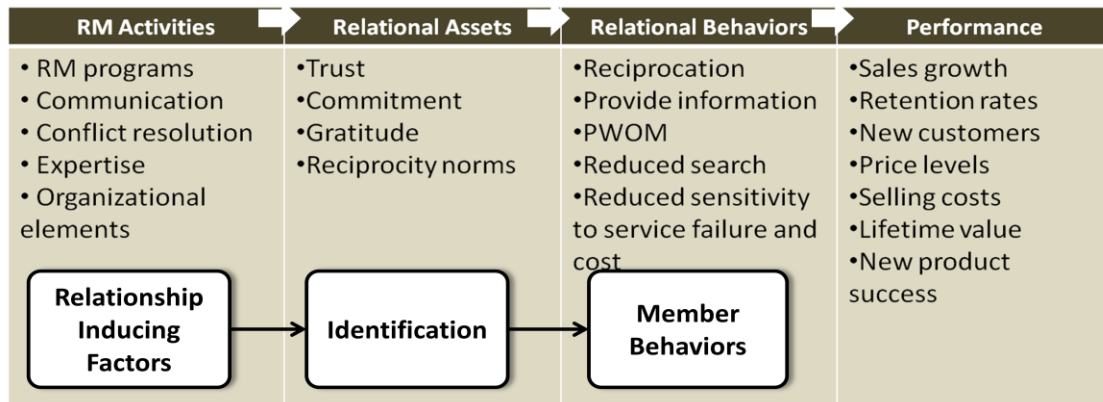 RM Activities
• RM programs
• Communication
• Conflict resolution
• Expertise
• Organizational
elements
Relationship
Inducing
Factors
Relational Assets
•Trust
•Commitment
•Gratitude
•Reciprocity norms
Identification
Relational Behaviors
•Reciprocation
•Provide information
•PWOM
•Reduced search
•Reduced sensitivity
to service failure and
cost
Member
Behaviors
Performance
•Sales growth
•Retention rates
•New customers
•Price levels
•Selling costs
•Lifetime value
•New product
success